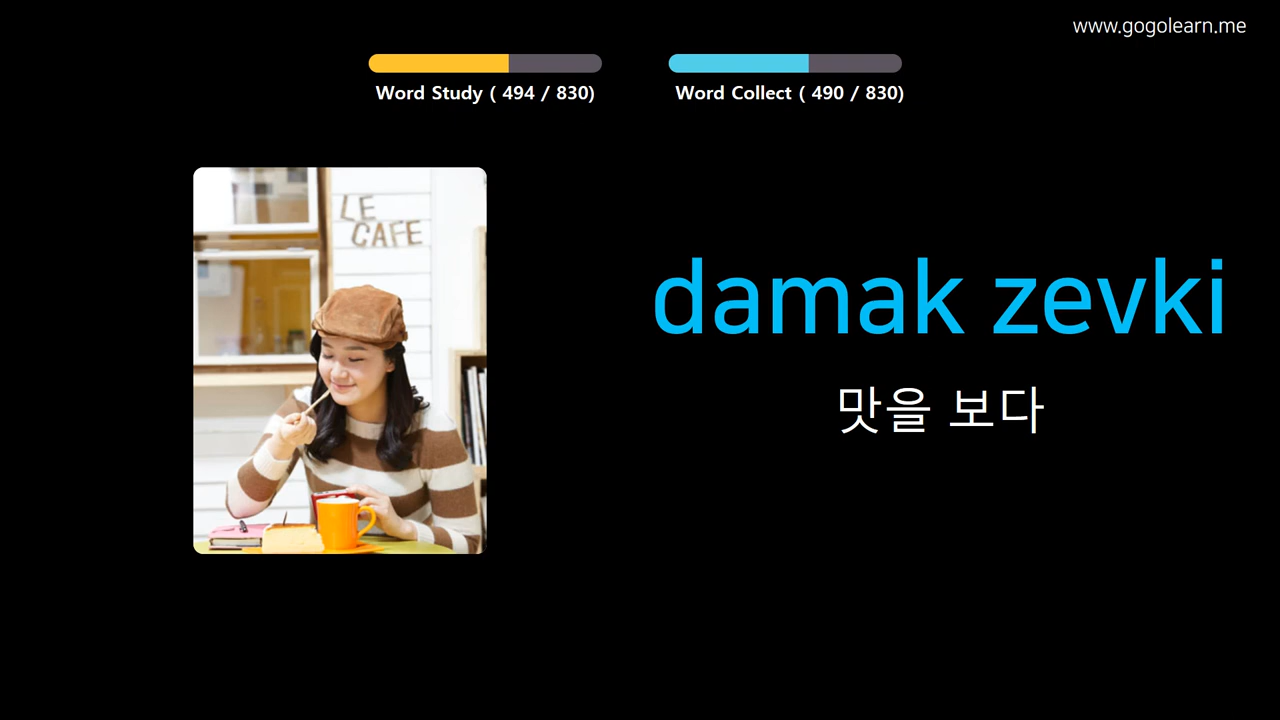 www.gogolearn.me
Word Study ( 494 / 830)
Word Collect ( 490 / 830)
LE
CAFE
damak zevki
맛을 보다